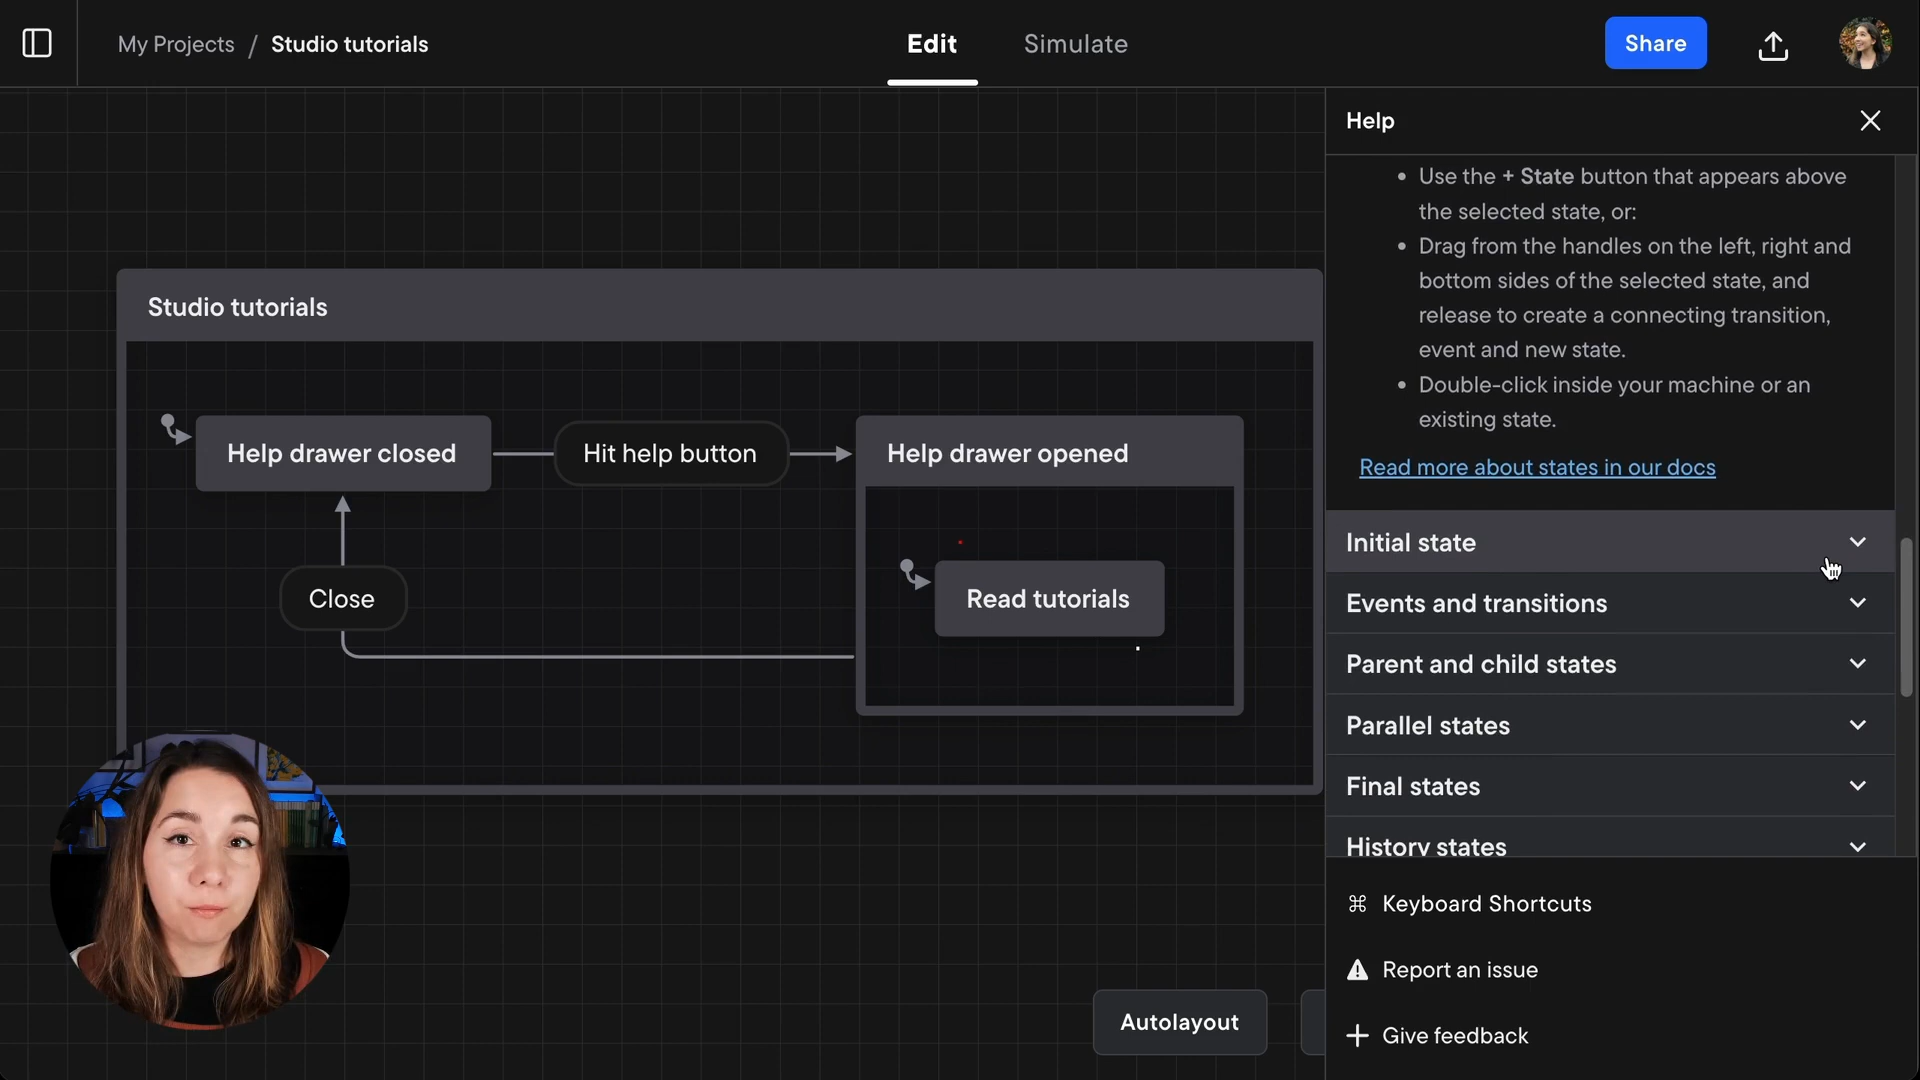 My Projects / Studio tutorials
Edit
Simulate
Share
Help
• Use the + State button that appears above
the selected state, or:
• Drag from the handles on the left, right and
bottom sides of the selected state, and
release to create a connecting transition,
event and new state.
• Double-click inside your machine or an
existing state.
Read more about states in our docs
Initial state
Events and transitions
Parent and child states
Parallel states
Final states
History states
Keyboard Shortcuts
Report an issue
Give feedback
Studio tutorials
Help drawer closed
Hit help button
Help drawer opened
Close
Read tutorials
Autolayout